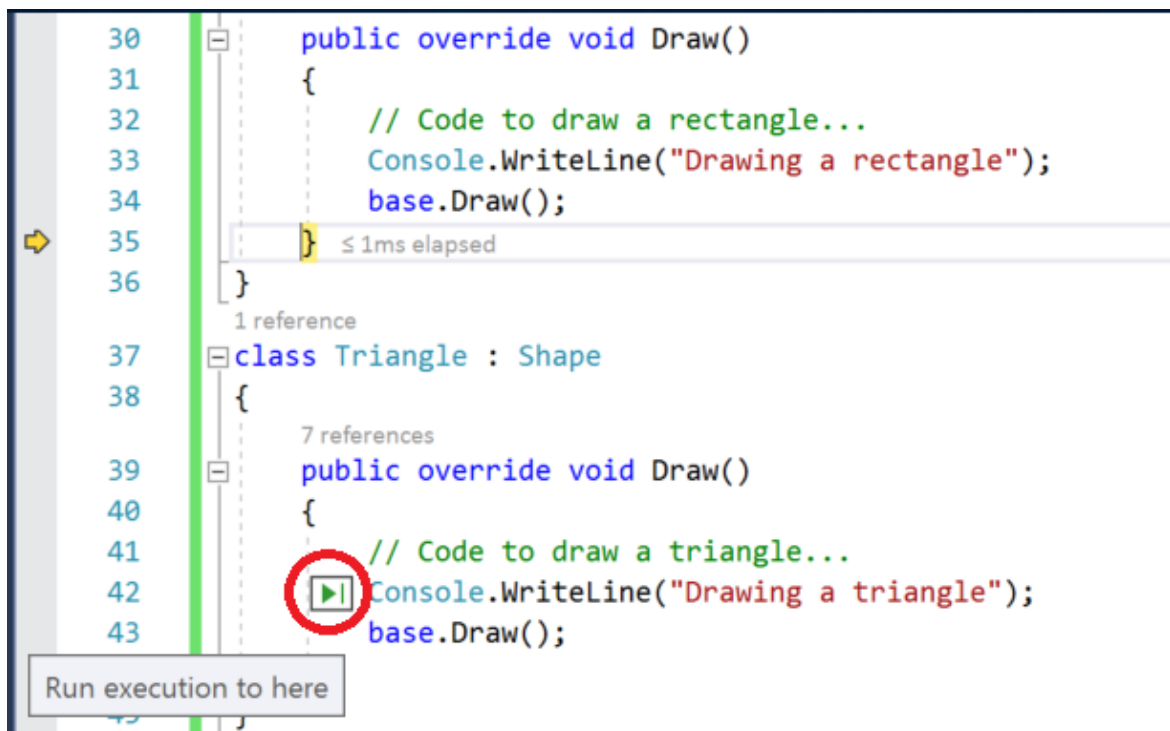 30 public override void Draw()
31 {
32 // Code to draw a rectangle...
33 Console.WriteLine("Drawing a rectangle");
34 base.Draw();
35 } ≤ 1ms elapsed
36 }
1 reference
37 class Triangle : Shape
38 {
7 references
39 public override void Draw()
40 {
41 // Code to draw a triangle...
42 Console.WriteLine("Drawing a triangle");
43 base.Draw();
Run execution to here
}